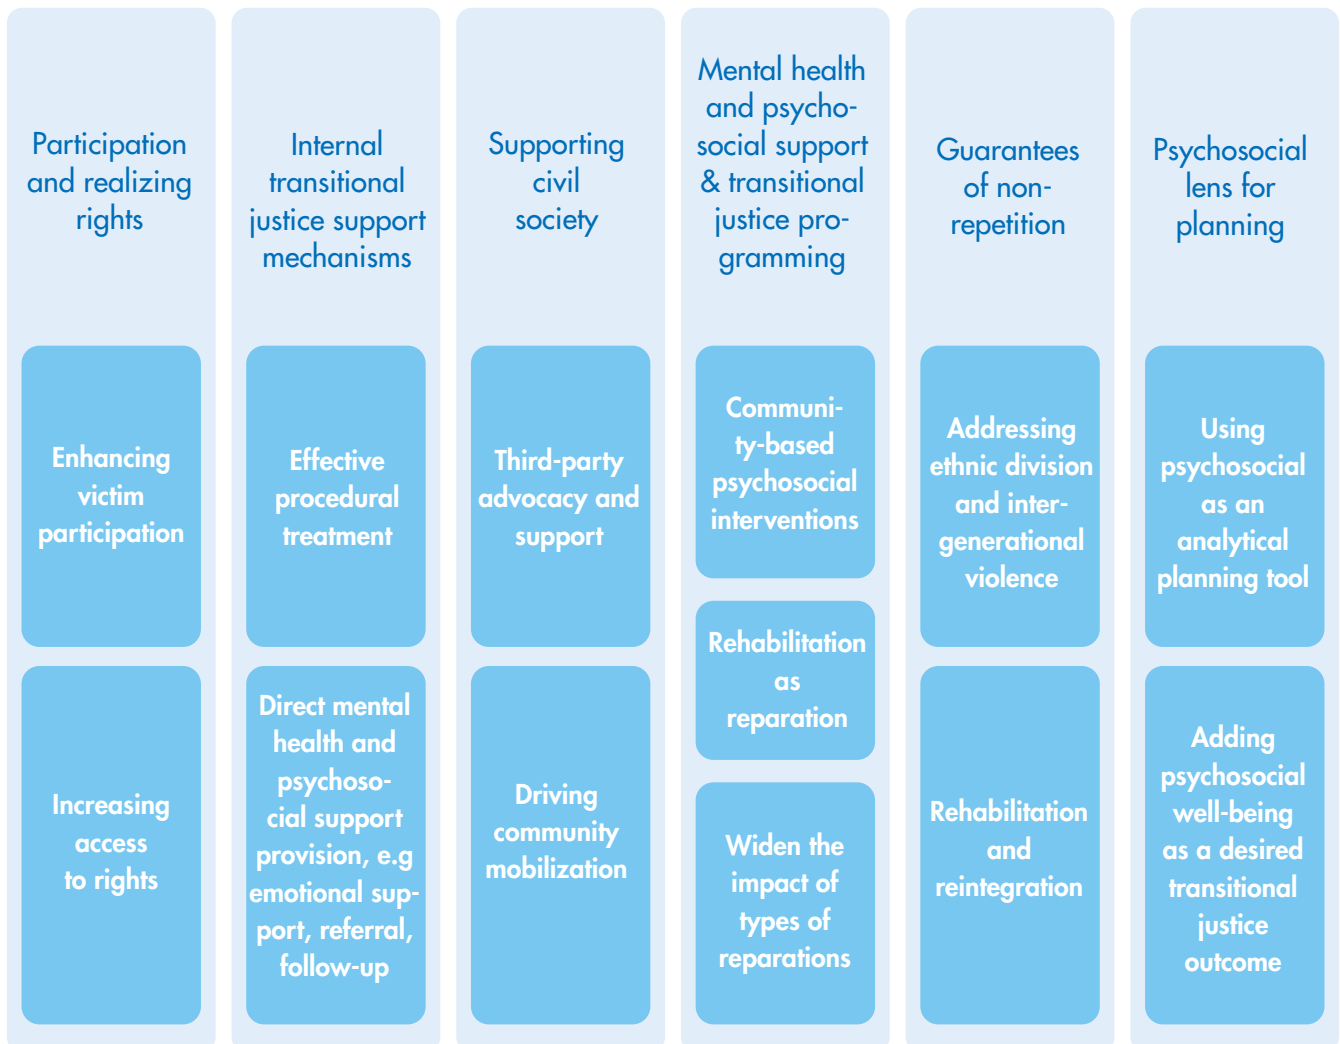 Participation
and realizing
rights
Enhancing
victim
participation
Increasing
access
to rights
Internal
transitional
justice support
mechanisms
Effective
procedural
treatment
Direct mental
health and
psychoso-
cial support
provision, e.g
emotional sup-
port, referral,
follow-up
Supporting
civil
society
Third-party
advocacy and
support
Driving
community
mobilization
Mental health
and psycho-
social support
& transitional
justice pro-
gramming
Communi-
ty-based
psychosocial
interventions
Rehabilitation
as
reparation
Widen the
impact of
types of
reparations
Guarantees
of non-
repetition
Addressing
ethnic division
and inter-
generational
violence
Rehabilitation
and
reintegration
Psychosocial
lens for
planning
Using
psychosocial
as an
analytical
planning tool
Adding
psychosocial
well-being
as a desired
transitional
justice
outcome